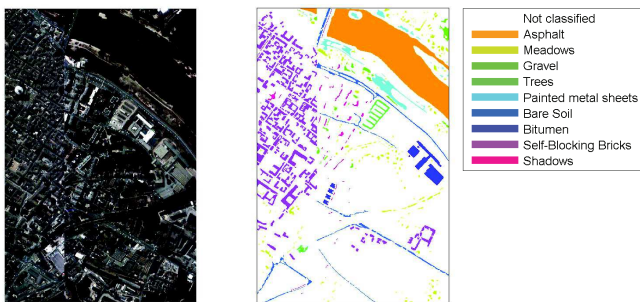 Not classified
Asphalt
Meadows
Gravel
Trees
Painted metal sheets
Bare Soil
Bitumen
Self-Blocking Bricks
Shadows